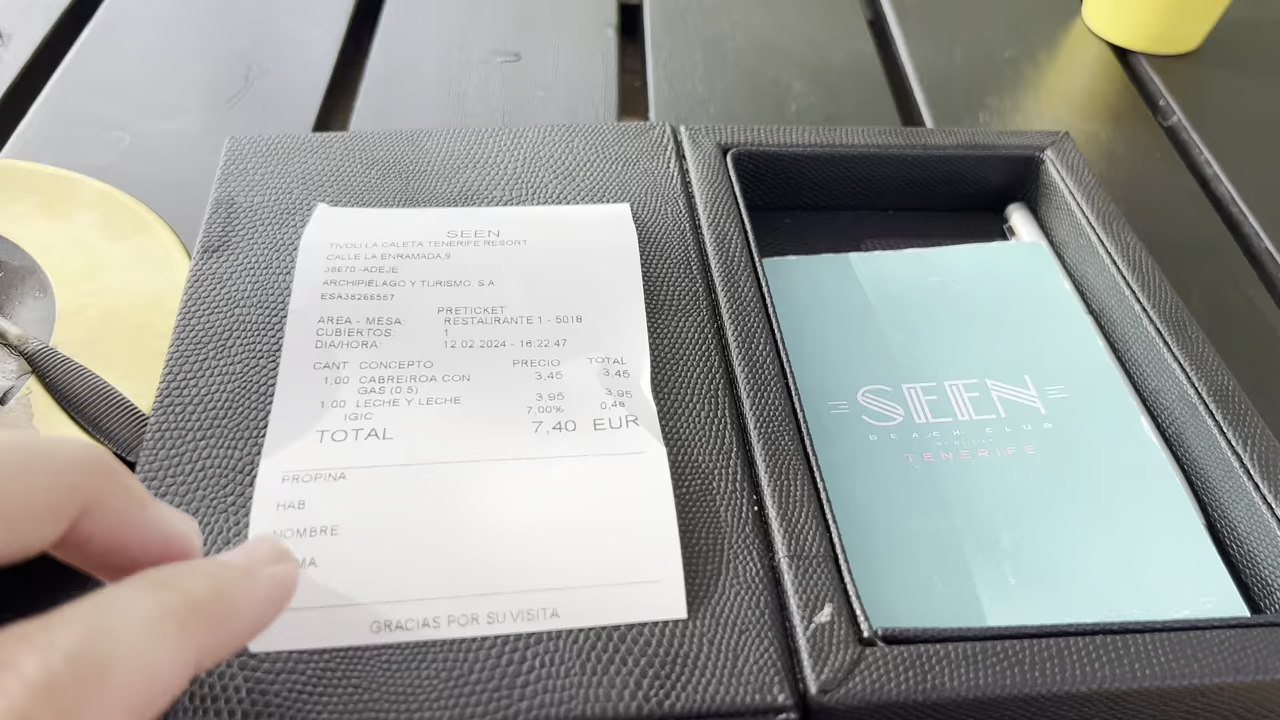 SEEN
TIVOLI LA CALETA TENERIFE RESORT
CALLE LA ENRAMADA,9
38670-ADEJE
ARCHIPIELAGO Y TURISMO, S.A
ESA38266557
PRETICKET
AREA - MESA: RESTAURANTE 1 - 5018
CUBIERTOS: 1
DIA/HORA: 12.02.2024 - 16:22:47
CANT CONCEPTO PRECIO TOTAL
1,00 CABREIROA CON GAS (0.5) 3,45 3,45
1,00 LECHE Y LECHE 3,95 3,95
IGIC 7,00% 0,48
TOTAL 7,40 EUR
PROPINA
HAB
NOMBRE:
MA
GRACIAS POR SU VISITA
SEEN
BEACH CLUB
TENERIFE